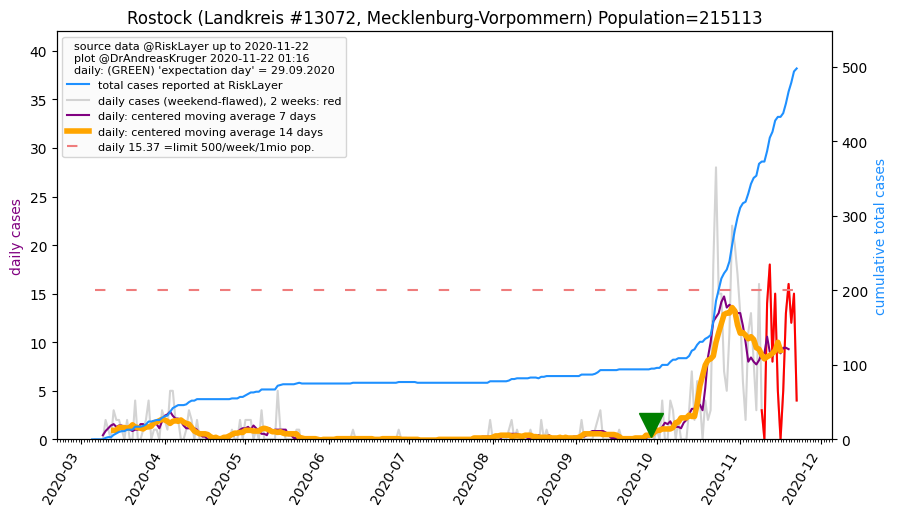 Rostock (Landkreis #13072, Mecklenburg-Vorpommern) Population=215113
source data @RiskLayer up to 2020-11-22
plot @DrAndreasKruger 2020-11-22 01:16
daily: (GREEN) 'expectation day' = 29.09.2020
total cases reported at RiskLayer
daily cases (weekend-flawed), 2 weeks: red
daily: centered moving average 7 days
daily: centered moving average 14 days
daily 15.37 =limit 500/week/1mio pop.
daily cases
40
35
30
25
20
15
10
5
0
cumulative total cases
500
400
300
200
100
0
2020-03
2020-04
2020-05
2020-06
2020-07
2020-08
2020-09
2020-10
2020-11
2020-12